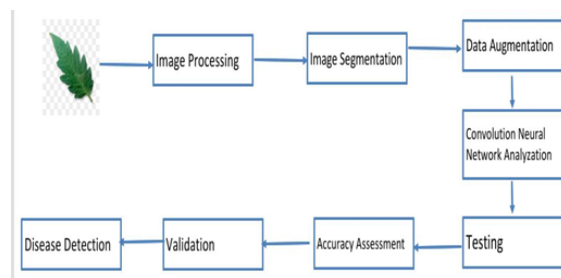 Image Processing
Image Segmentation
Data Augmentation
Convolution Neural
Network Analyzation
Testing
Accuracy Assessment
Validation
Disease Detection